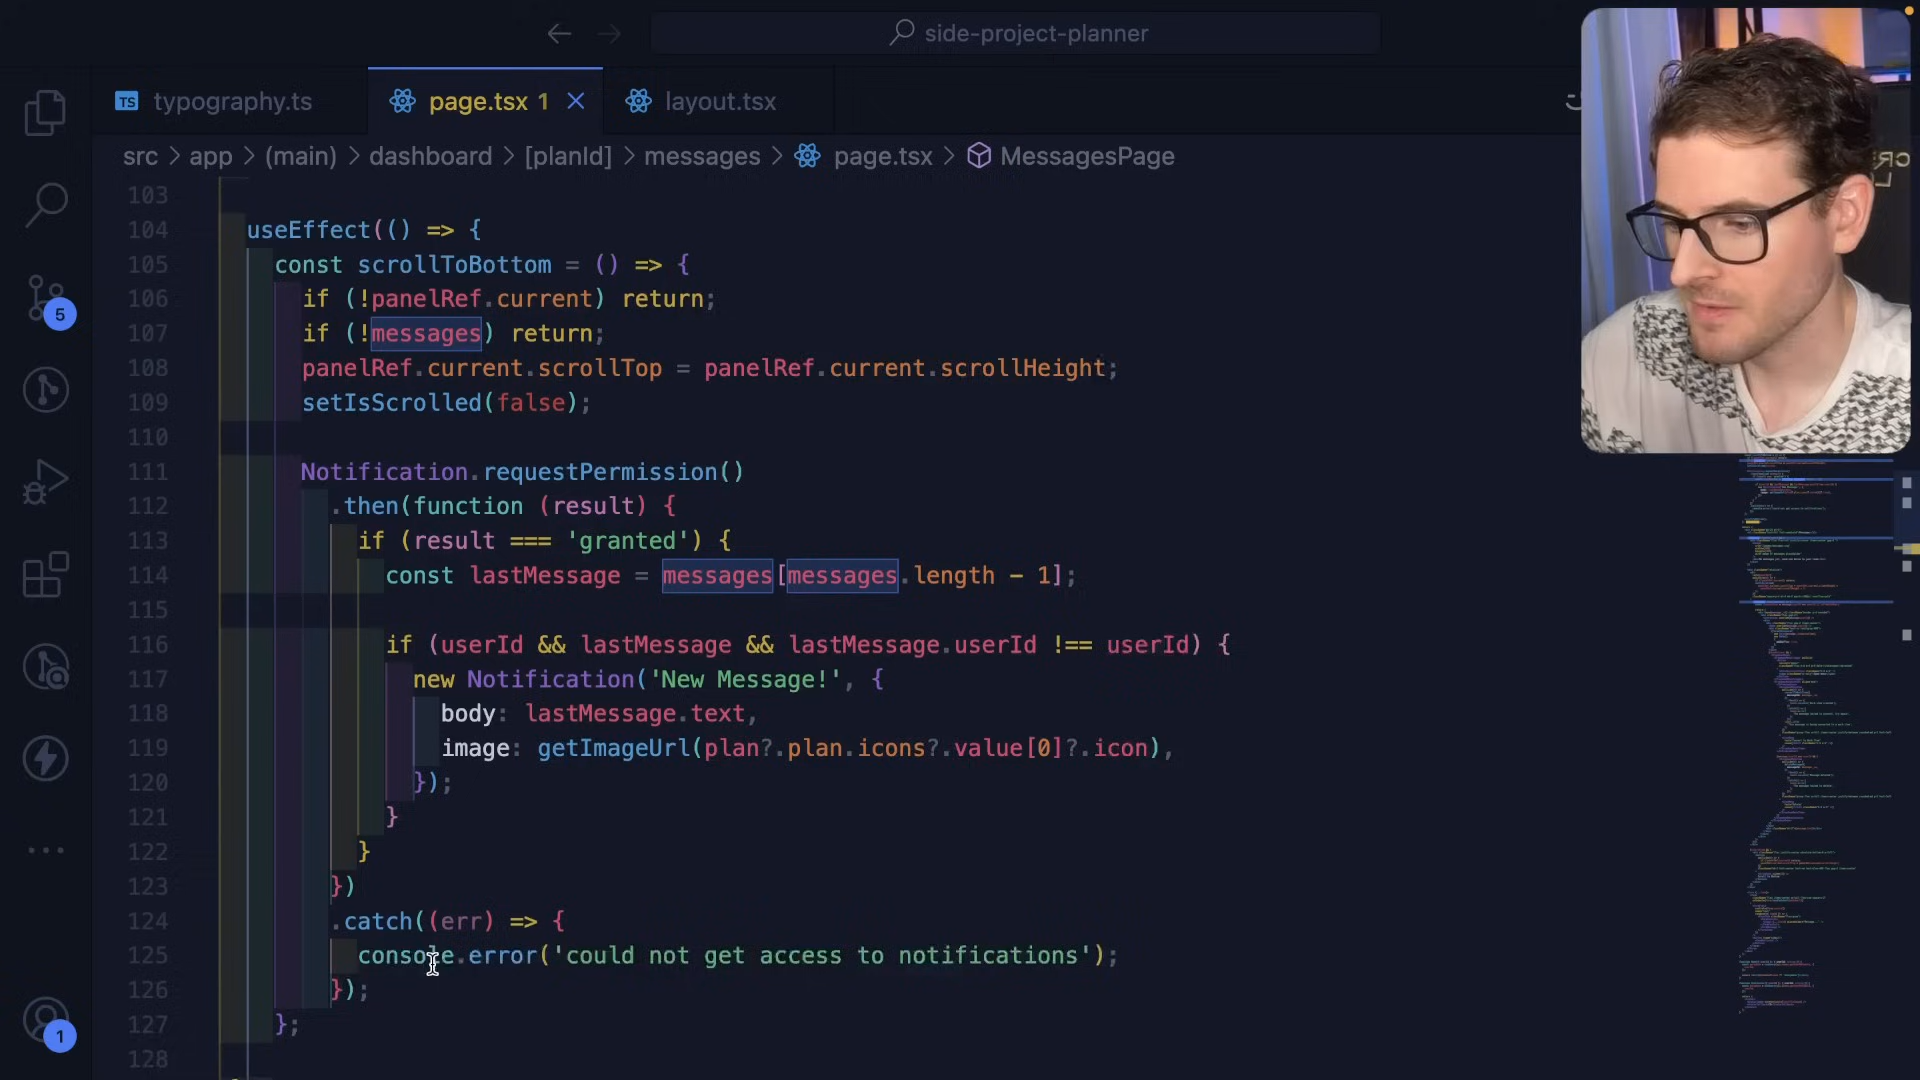 side-project-planner
TS typography.ts
page.tsx 1
layout.tsx
src > app > (main) > dashboard > [planId] > messages > page.tsx > MessagesPage
103
104 useEffect(() => {
105 const scrollToBottom = () => {
106 if (!panelRef.current) return;
107 if (!messages) return;
108 panelRef.current.scrollTop = panelRef.current.scrollHeight;
109 setIsScrolled(false);
110
111 Notification.requestPermission()
112 .then(function (result) {
113 if (result === 'granted') {
114 const lastMessage = messages[messages.length - 1];
115
116 if (userId && lastMessage && lastMessage.userId !== userId) {
117 new Notification('New Message!', {
118 body: lastMessage.text,
119 image: getImageUrl(plan?.plan.icons?.value[0]?.icon),
120 });
121 }
122 }
123 })
124 .catch((err) => {
125 console.error('could not get access to notifications');
126 });
127 };
128
5
1